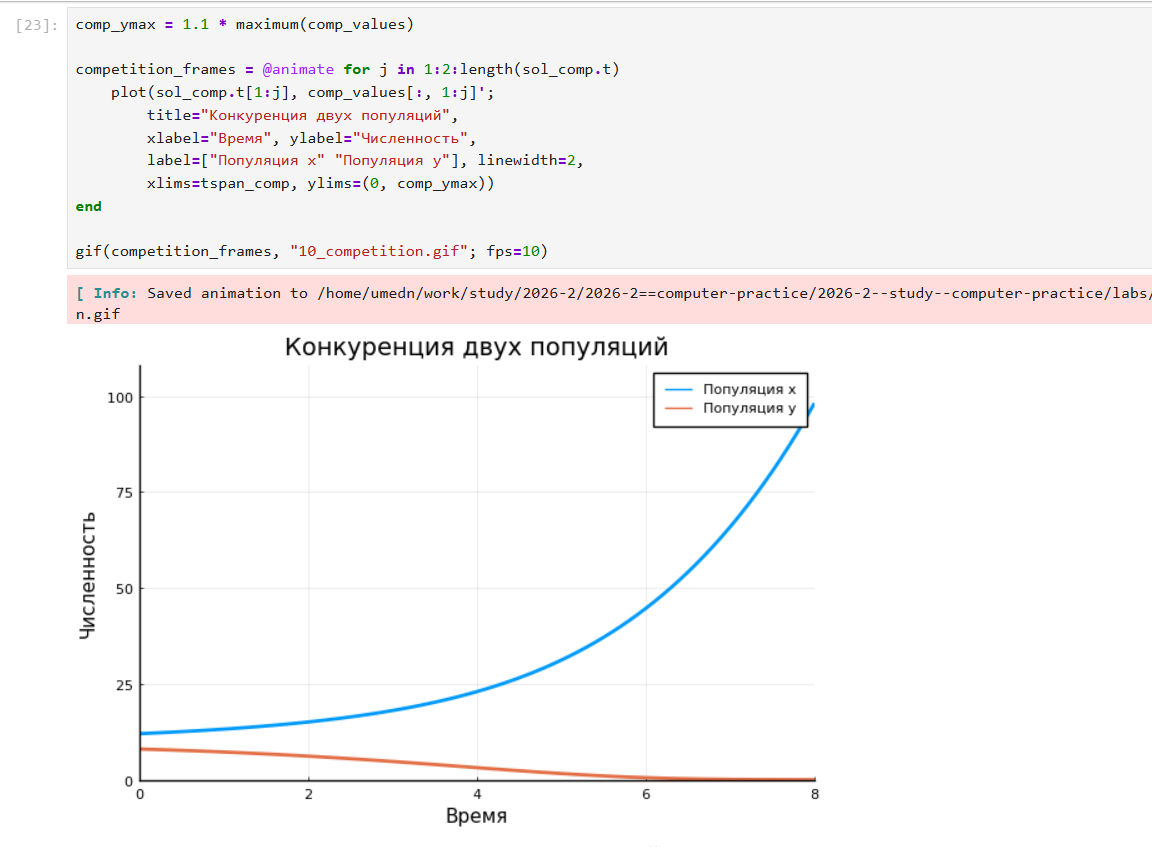 [23]:
comp_ymax = 1.1 * maximum(comp_values)
competition_frames = @animate for j in 1:2:length(sol_comp.t)
    plot(sol_comp.t[1:j], comp_values[:, 1:j]';
        title="Конкуренция двух популяций",
        xlabel="Время", ylabel="Численность",
        label=["Популяция x" "Популяция y"], linewidth=2,
        xlims=tspan_comp, ylims=(0, comp_ymax))
end
gif(competition_frames, "10_competition.gif"; fps=10)
[ Info: Saved animation to /home/umedn/work/study/2026-2/2026-2==computer-practice/2026-2--study--computer-practice/labs/
n.gif
Конкуренция двух популяций
Популяция x
Популяция y
100
75
50
25
0
Численность
0 2 4 6 8
Время